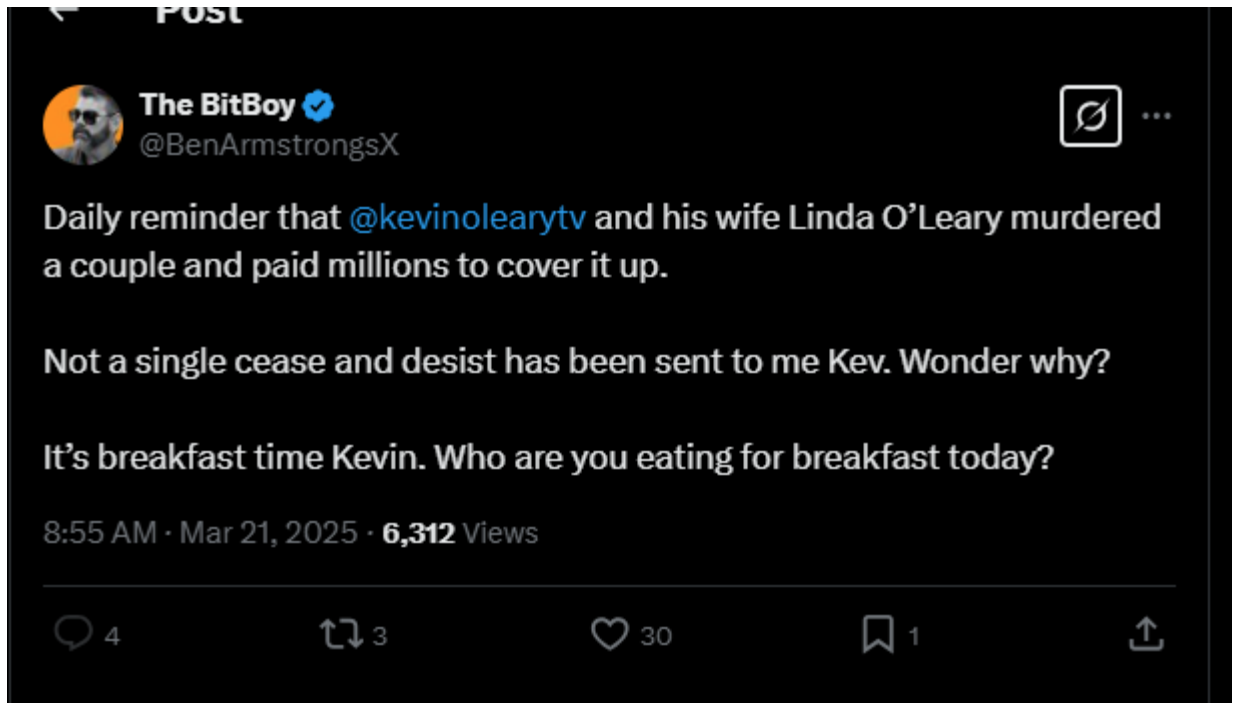 Post
The BitBoy
@BenArmstrongsX
Daily reminder that @kevinolearytv and his wife Linda O’Leary murdered
a couple and paid millions to cover it up.
Not a single cease and desist has been sent to me Kev. Wonder why?
It’s breakfast time Kevin. Who are you eating for breakfast today?
8:55 AM · Mar 21, 2025 · 6,312 Views
4 3 30 1